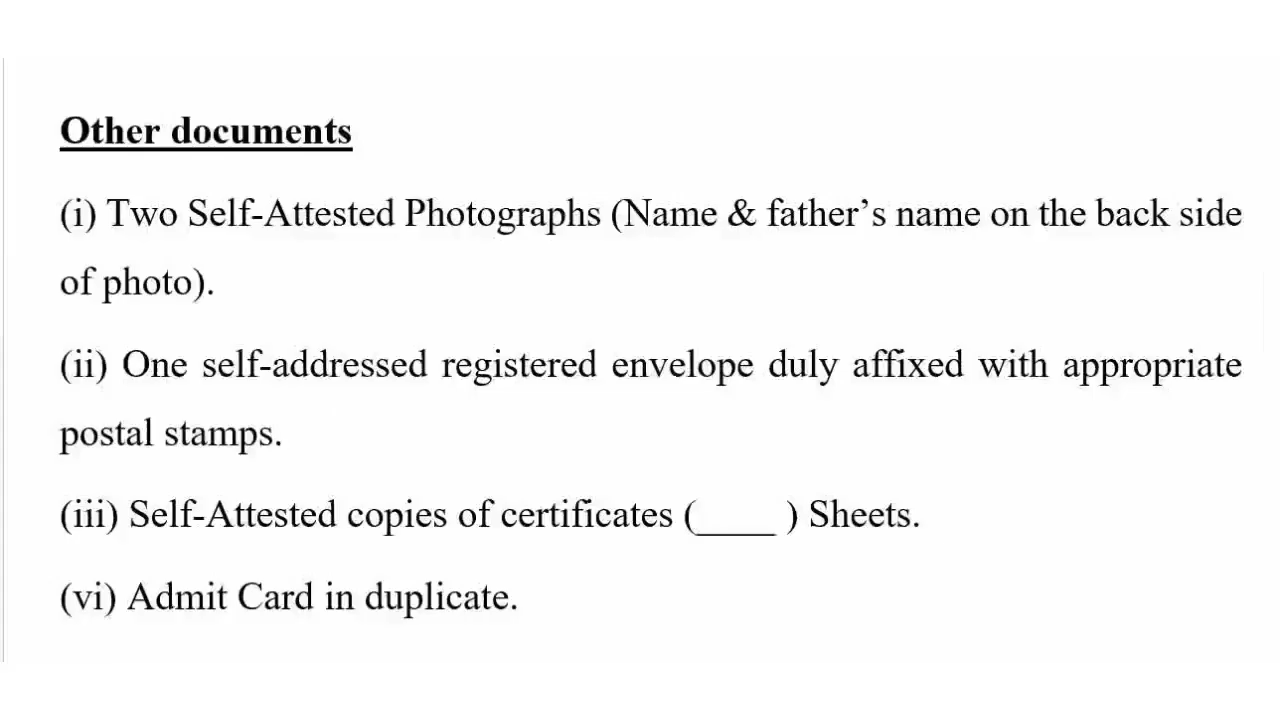 Other documents
(i) Two Self-Attested Photographs (Name & father’s name on the back side
of photo).
(ii) One self-addressed registered envelope duly affixed with appropriate
postal stamps.
(iii) Self-Attested copies of certificates (____ ) Sheets.
(vi) Admit Card in duplicate.